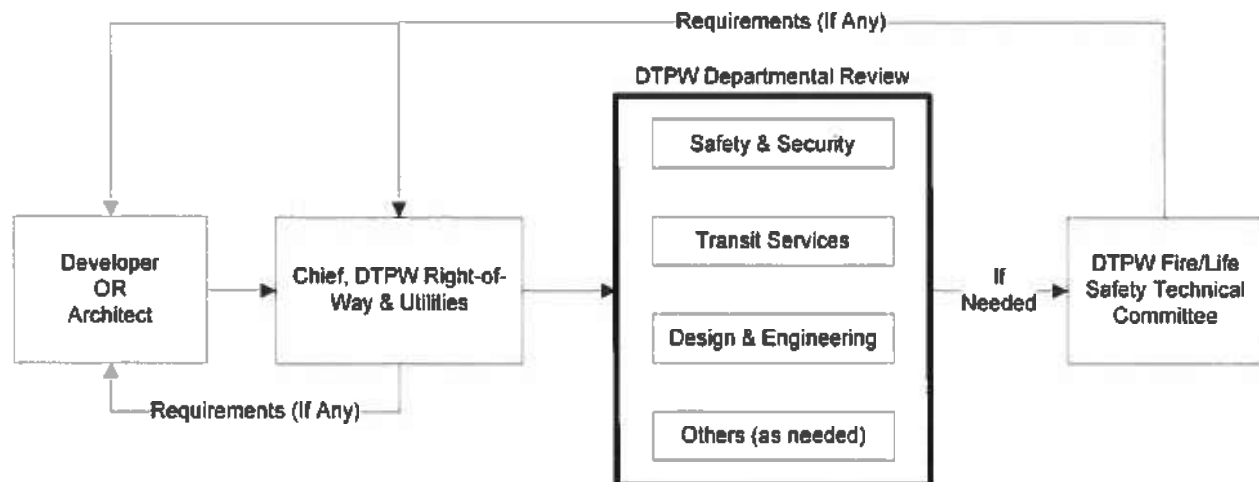 Requirements (If Any)
DTPW Departmental Review
Safety & Security
Transit Services
Design & Engineering
Others (as needed)
Developer
OR
Architect
Chief, DTPW Right-of-
Way & Utilities
If
Needed
DTPW Fire/Life
Safety Technical
Committee
Requirements (If Any)